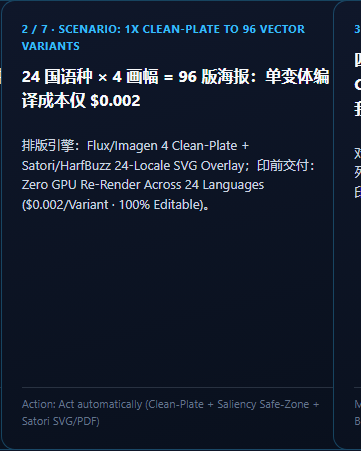 2 / 7 · SCENARIO: 1X CLEAN-PLATE TO 96 VECTOR
VARIANTS
24 国语种 × 4 画幅 = 96 版海报：单变体编
译成本仅 $0.002
排版引擎：Flux/Imagen 4 Clean-Plate +
Satori/HarfBuzz 24-Locale SVG Overlay；印前交付：
Zero GPU Re-Render Across 24 Languages
($0.002/Variant · 100% Editable)。
Action: Act automatically (Clean-Plate + Saliency Safe-Zone +
Satori SVG/PDF)